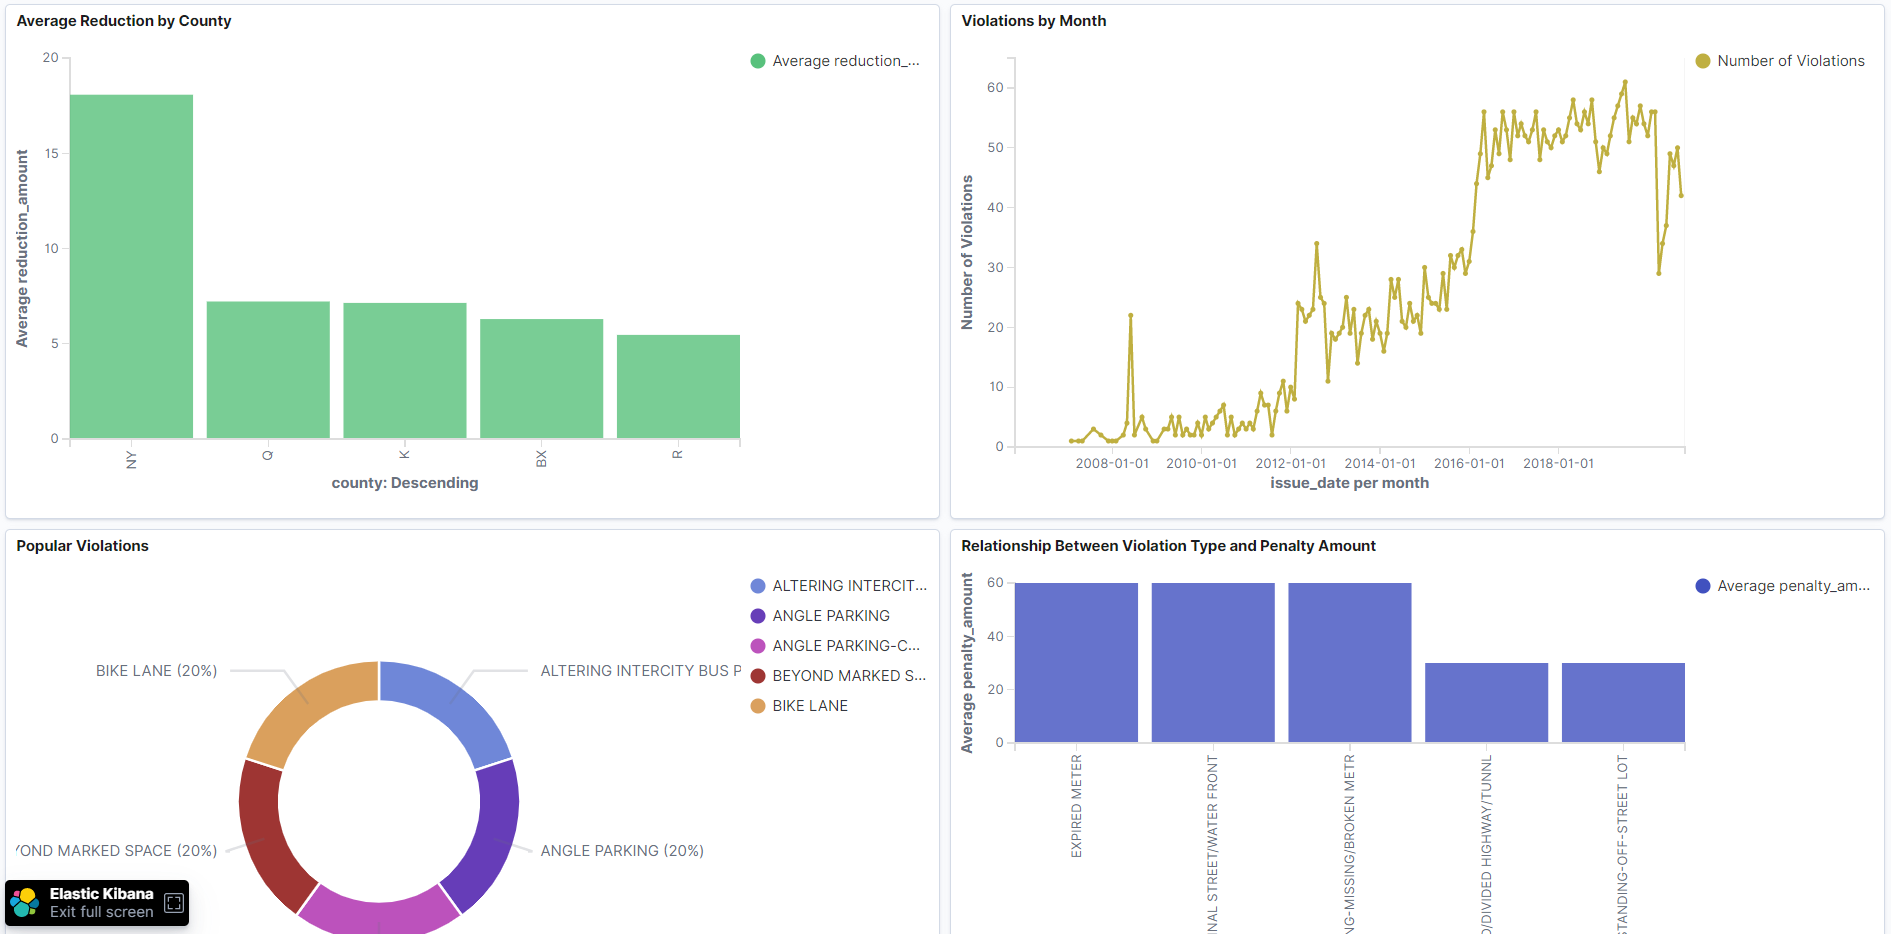 Average Reduction by County
20
15
10
5
0
Average reduction_amount
NY
Q
K
BX
R
county: Descending
Average reduction_...
Violations by Month
60
50
40
30
20
10
0
Number of Violations
2008-01-01 2010-01-01 2012-01-01 2014-01-01 2016-01-01 2018-01-01
issue_date per month
Number of Violations
Popular Violations
BIKE LANE (20%)
ALTERING INTERCITY BUS P
YOND MARKED SPACE (20%)
ANGLE PARKING (20%)
ALTERING INTERCIT...
ANGLE PARKING
ANGLE PARKING-C...
BEYOND MARKED S...
BIKE LANE
Elastic Kibana
Exit full screen
Relationship Between Violation Type and Penalty Amount
60
40
20
0
Average penalty_amount
EXPIRED METER
NAL STREET/WATER FRONT
NG-MISSING/BROKEN METR
/DIVIDED HIGHWAY/TUNNL
STANDING-OFF-STREET LOT
Average penalty_am...